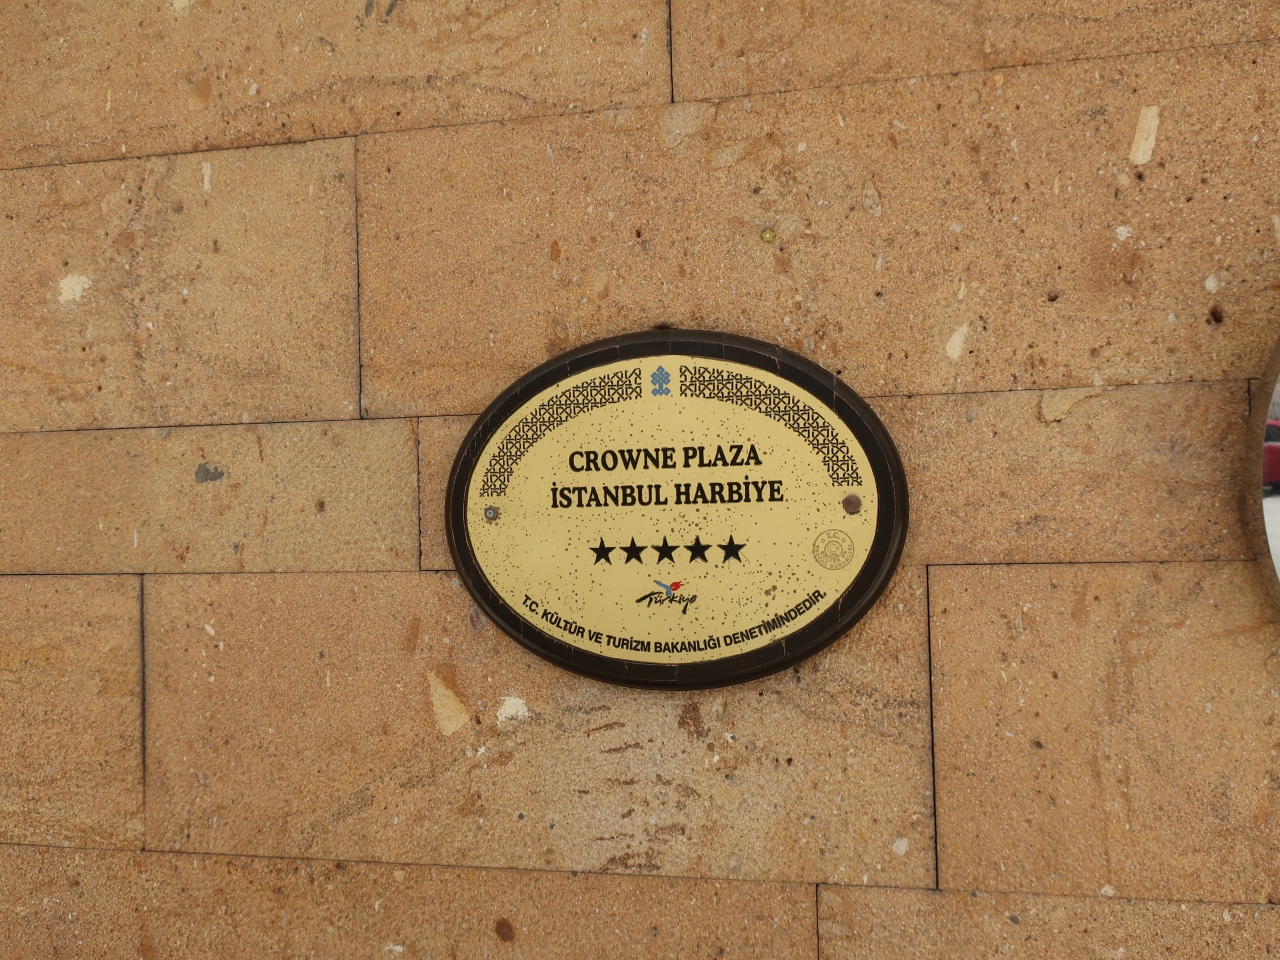 CROWNE PLAZA
İSTANBUL HARBİYE
Türkiye
T.C. KÜLTÜR VE TURİZM BAKANLIĞI DENETİMİNDEDİR.